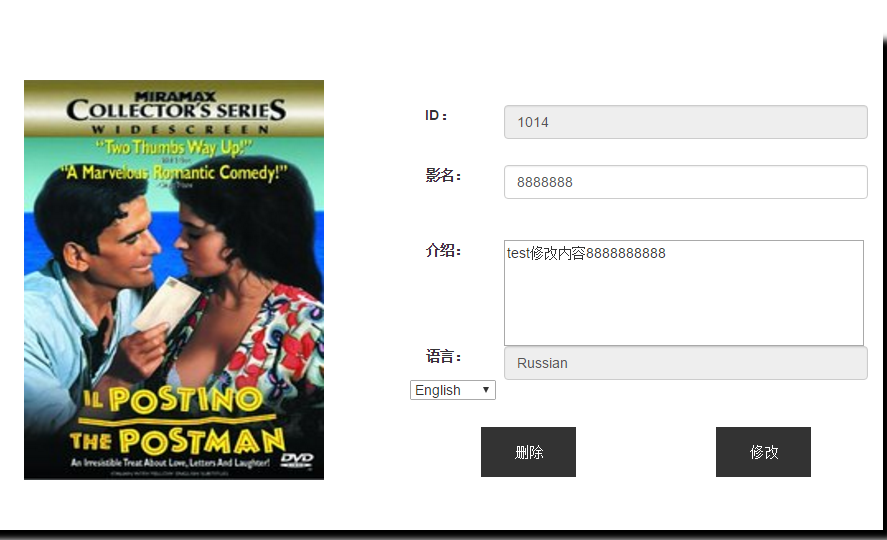 MIRAMAX
COLLECTOR'S SERIES
WIDESCREEN
"Two Thumbs Way Up!"
"A Marvelous Romantic Comedy!"
IL POSTINO
THE POSTMAN
An Irresistible Treat About Love, Letters And Laughter!
DVD
ID：
1014
影名：
8888888
介绍：
test修改内容8888888888
语言：
Russian
English
删除
修改